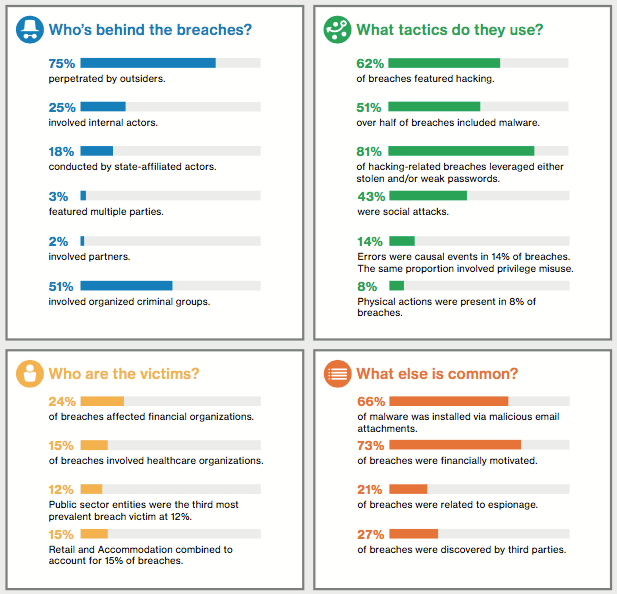 Who's behind the breaches?
75%
perpetrated by outsiders.
25%
involved internal actors.
18%
conducted by state-affiliated actors.
3%
featured multiple parties.
2%
involved partners.
51%
involved organized criminal groups.
What tactics do they use?
62%
of breaches featured hacking.
51%
over half of breaches included malware.
81%
of hacking-related breaches leveraged either
stolen and/or weak passwords.
43%
were social attacks.
14%
Errors were causal events in 14% of breaches.
The same proportion involved privilege misuse.
8%
Physical actions were present in 8% of
breaches.
Who are the victims?
24%
of breaches affected financial organizations.
15%
of breaches involved healthcare organizations.
12%
Public sector entities were the third most
prevalent breach victim at 12%.
15%
Retail and Accommodation combined to
account for 15% of breaches.
What else is common?
66%
of malware was installed via malicious email
attachments.
73%
of breaches were financially motivated.
21%
of breaches were related to espionage.
27%
of breaches were discovered by third parties.